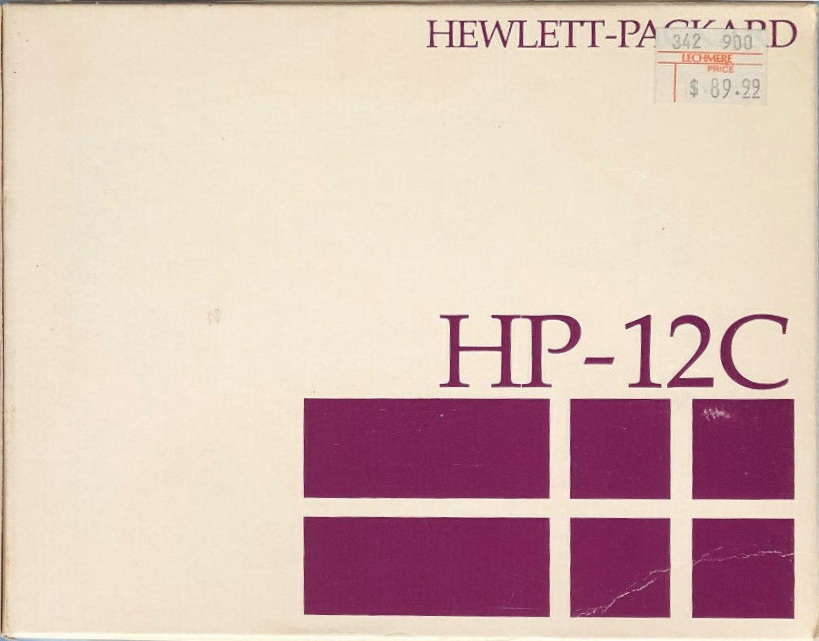 HEWLETT-PACKARD
342 900
LECHMERE
PRICE
$ 89.99
HP-12C